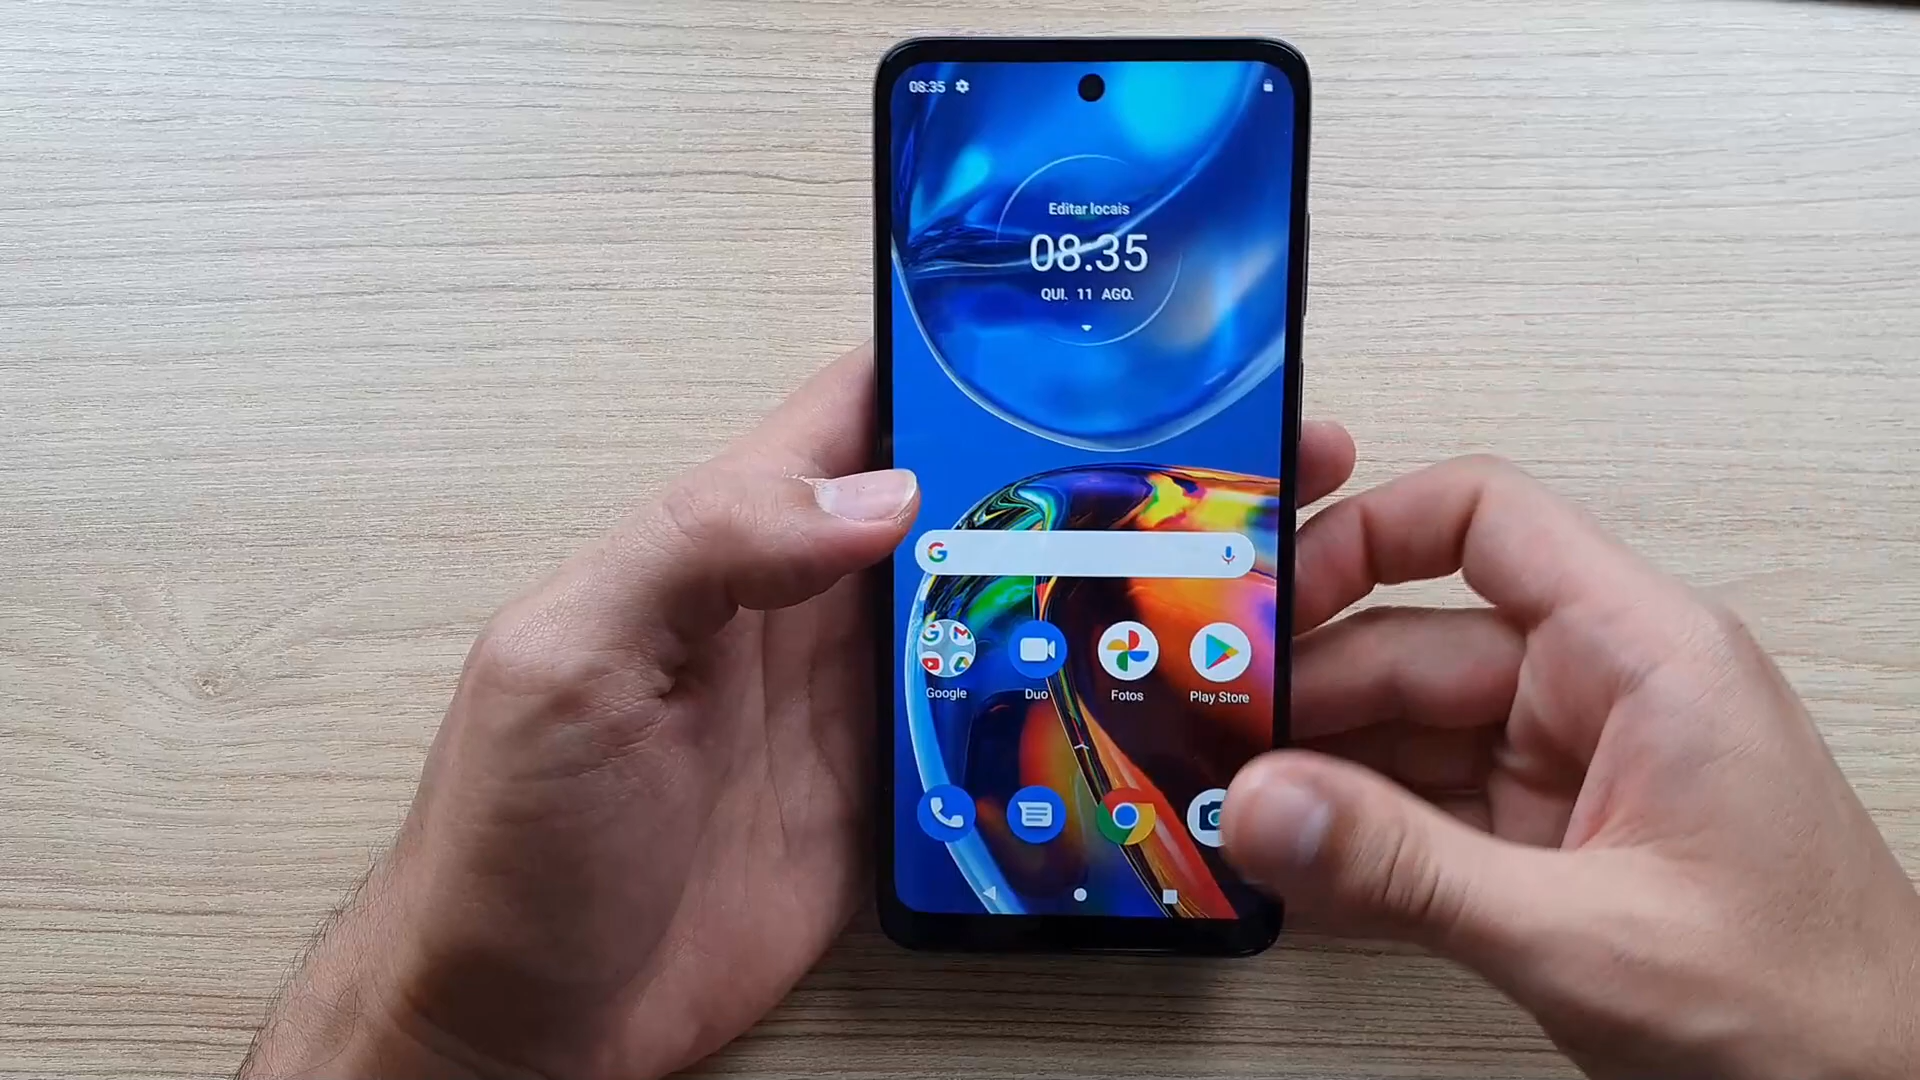 08:35
Editar locais
08:35
QUI. 11 AGO.
Google
Duo
Fotos
Play Store